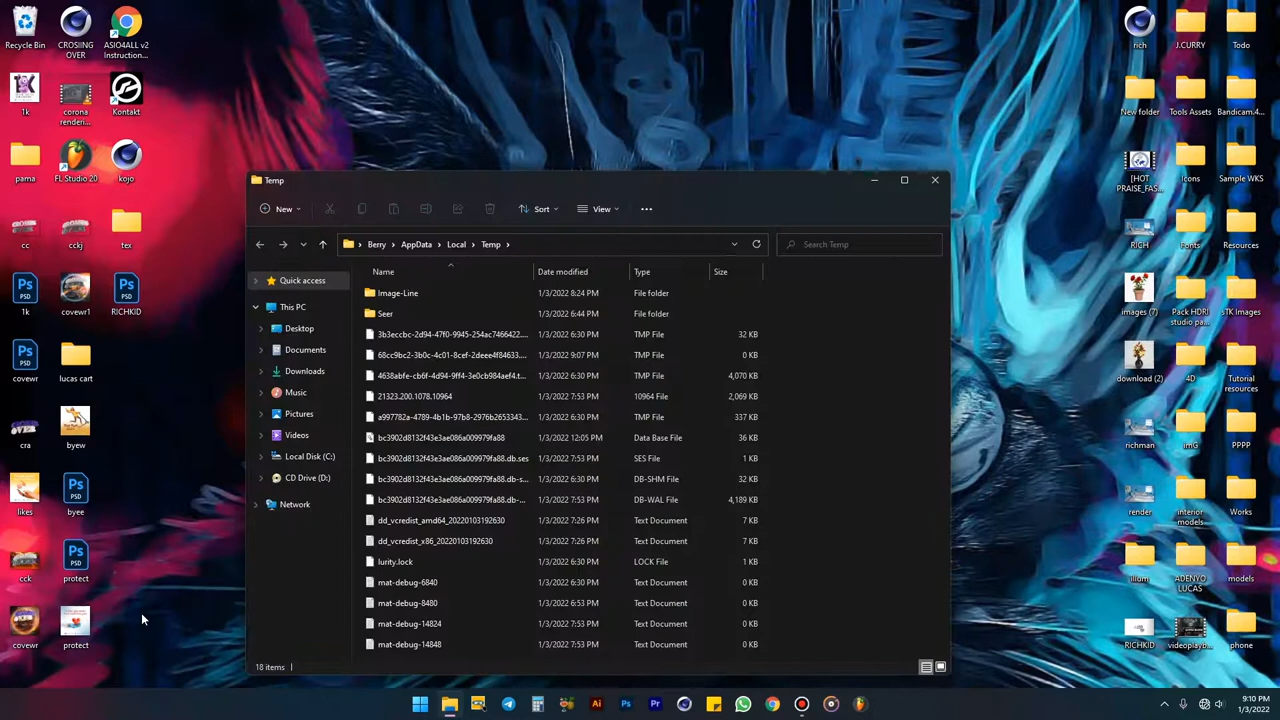 Recycle Bin
CROSIING
OVER
ASIO4ALL v2
Instruction...
1k
corona
renderi...
Kontakt
pama
FL Studio 20
kojo
cc
cckj
tex
1k
covewr1
RICHKID
covewr
lucas cart
cra
byew
likes
byee
cck
protect
covewr
protect
Temp
New
Sort
View
Berry
AppData
Local
Temp
Search Temp
Quick access
This PC
Desktop
Documents
Downloads
Music
Pictures
Videos
Local Disk (C:)
CD Drive (D:)
Network
Name Date modified Type Size
Image-Line 1/3/2022 8:24 PM File folder
Seer 1/3/2022 6:44 PM File folder
3b3eccbc-2d94-47f0-9945-254ac7466422.... 1/3/2022 6:30 PM TMP File 32 KB
68cc9bc2-3b0c-4c01-8cef-2deee4f84633.... 1/3/2022 9:07 PM TMP File 0 KB
4638abfe-cb6f-4d94-9ff4-3e0cb984aef4.t... 1/3/2022 6:30 PM TMP File 4,070 KB
21323.200.1078.10964 1/3/2022 7:53 PM 10964 File 2,069 KB
a997782a-4789-4b1b-97b8-2976b2653343... 1/3/2022 6:30 PM TMP File 337 KB
bc3902d8132f43e3ae086a009979fa88 1/3/2022 12:05 PM Data Base File 36 KB
bc3902d8132f43e3ae086a009979fa88.db.ses 1/3/2022 7:53 PM SES File 1 KB
bc3902d8132f43e3ae086a009979fa88.db-s... 1/3/2022 6:30 PM DB-SHM File 32 KB
bc3902d8132f43e3ae086a009979fa88.db-... 1/3/2022 7:53 PM DB-WAL File 4,189 KB
dd_vcredist_amd64_20220103192630 1/3/2022 7:26 PM Text Document 7 KB
dd_vcredist_x86_20220103192630 1/3/2022 7:26 PM Text Document 7 KB
lurity.lock 1/3/2022 6:30 PM LOCK File 1 KB
mat-debug-6840 1/3/2022 6:30 PM Text Document 0 KB
mat-debug-8480 1/3/2022 6:53 PM Text Document 0 KB
mat-debug-14824 1/3/2022 7:53 PM Text Document 0 KB
mat-debug-14848 1/3/2022 7:53 PM Text Document 0 KB
18 items
rich
J.CURRY
Todo
New folder
Tools Assets
Bandicam.4...
[HOT
PRAISE_FAS...
Icons
Sample WKS
RICH
Fonts
Resources
images (7)
Pack HDRI
studio pa...
sTK Images
download (2)
4D
Tutorial
resources
richman
imG
PPPP
render
interior
models
Works
illum
ADENYO
LUCAS
models
RICHKID
videoplayb...
phone
Ai
Ps
Pr
9:10 PM
1/3/2022